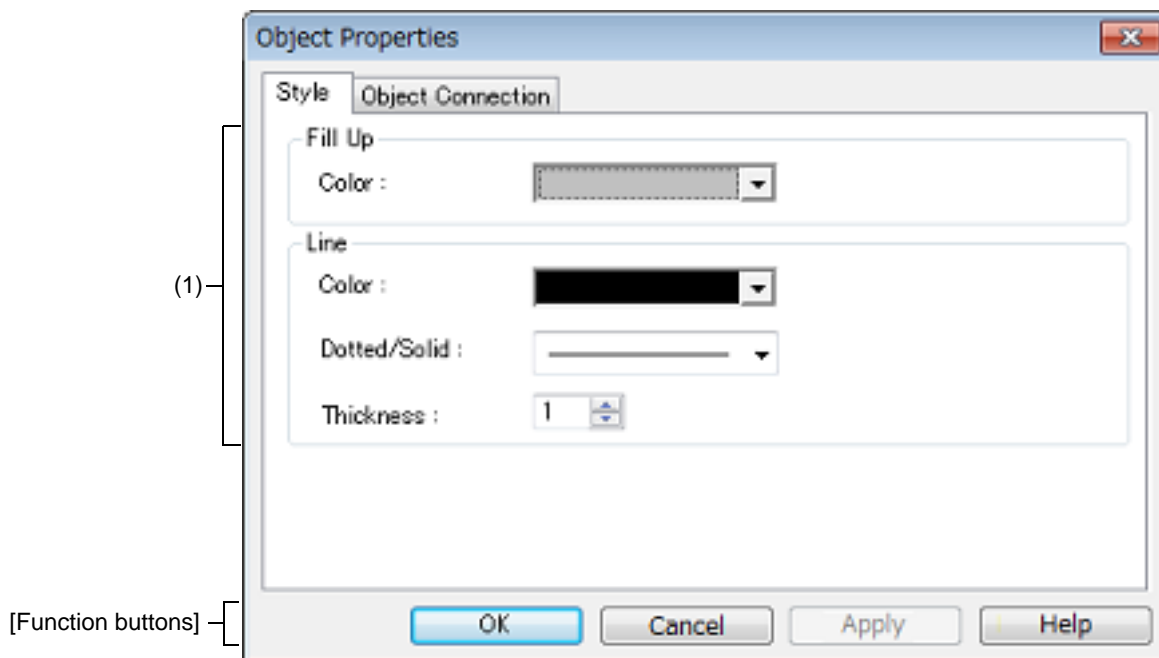 Object Properties
Style Object Connection
Fill Up
Color :
Line
(1)
Color :
Dotted/Solid :
Thickness : 1
[Function buttons]
OK Cancel Apply Help